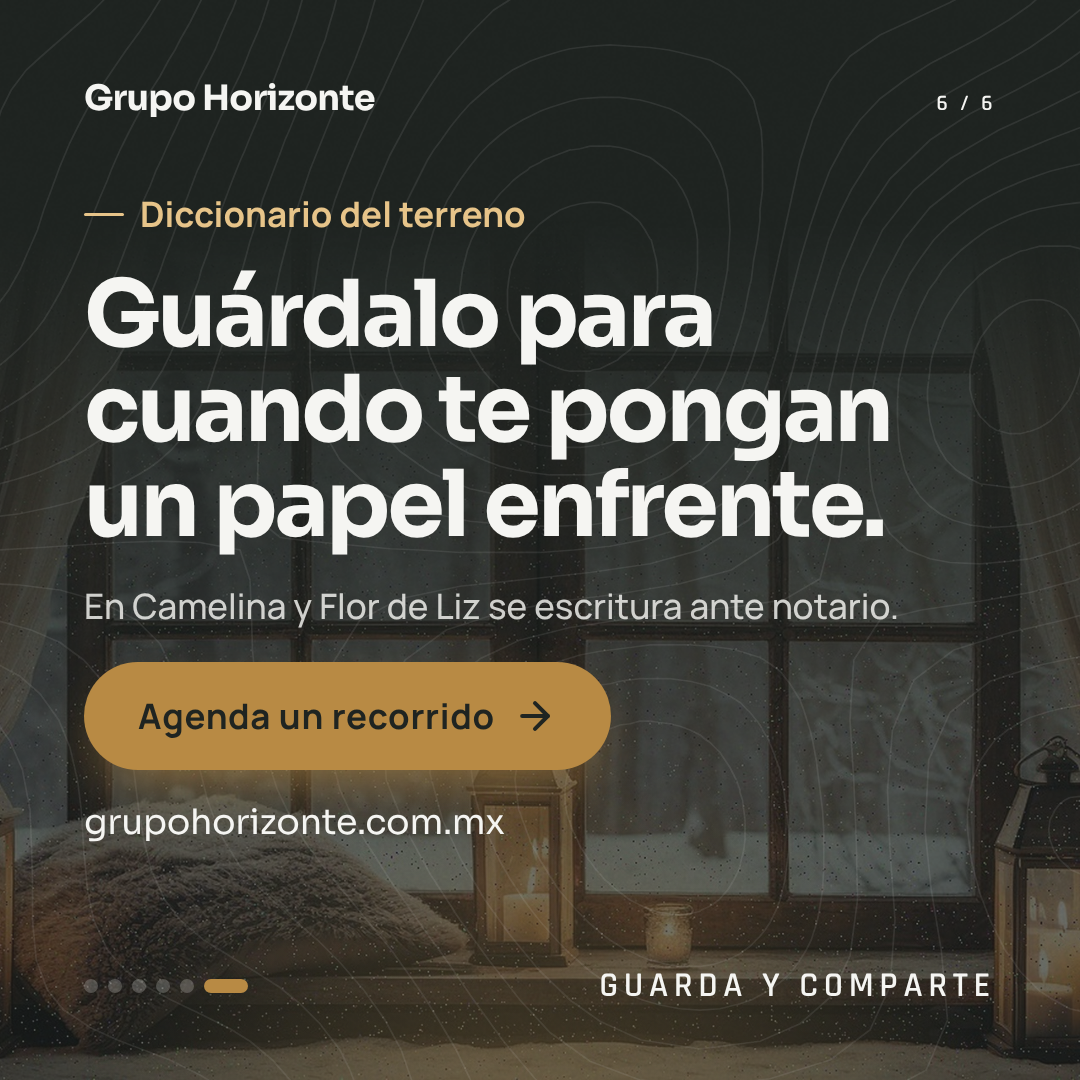 Grupo Horizonte
6 / 6
Diccionario del terreno
Guárdalo para
cuando te pongan
un papel enfrente.
En Camelina y Flor de Liz se escritura ante notario.
Agenda un recorrido →
grupohorizonte.com.mx
GUARDA Y COMPARTE